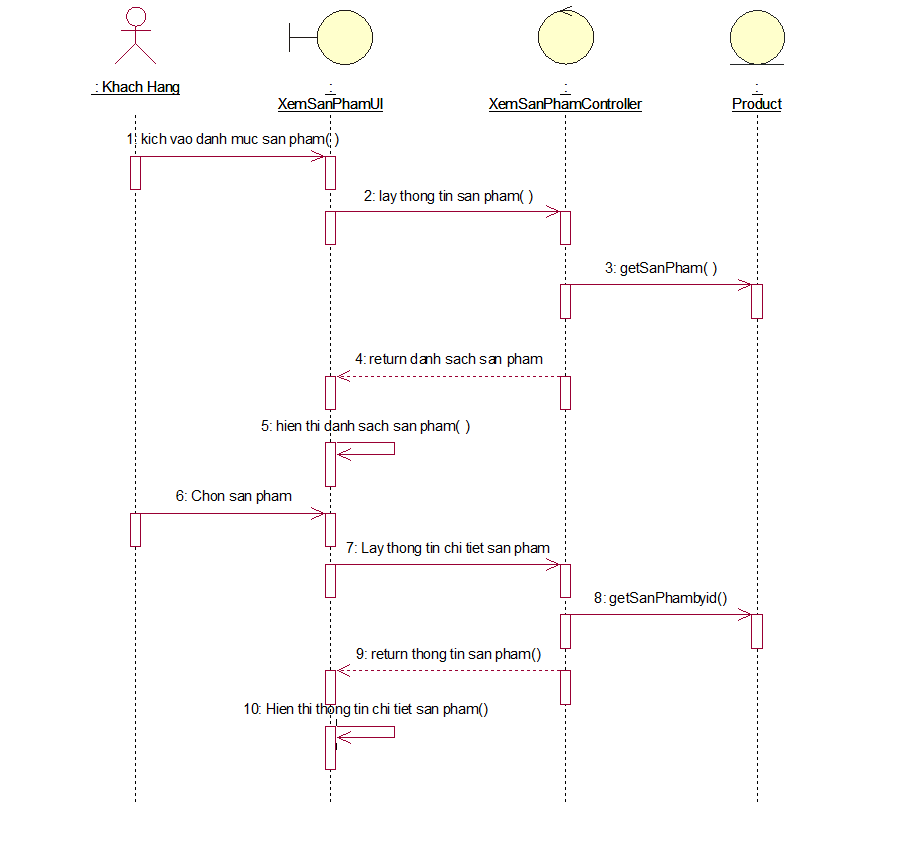 : Khach Hang
:
XemSanPhamUI
:
XemSanPhamController
:
Product
1: kich vao danh muc san pham( )
2: lay thong tin san pham( )
3: getSanPham( )
4: return danh sach san pham
5: hien thi danh sach san pham( )
6: Chon san pham
7: Lay thong tin chi tiet san pham
8: getSanPhambyid()
9: return thong tin san pham()
10: Hien thi thong tin chi tiet san pham()